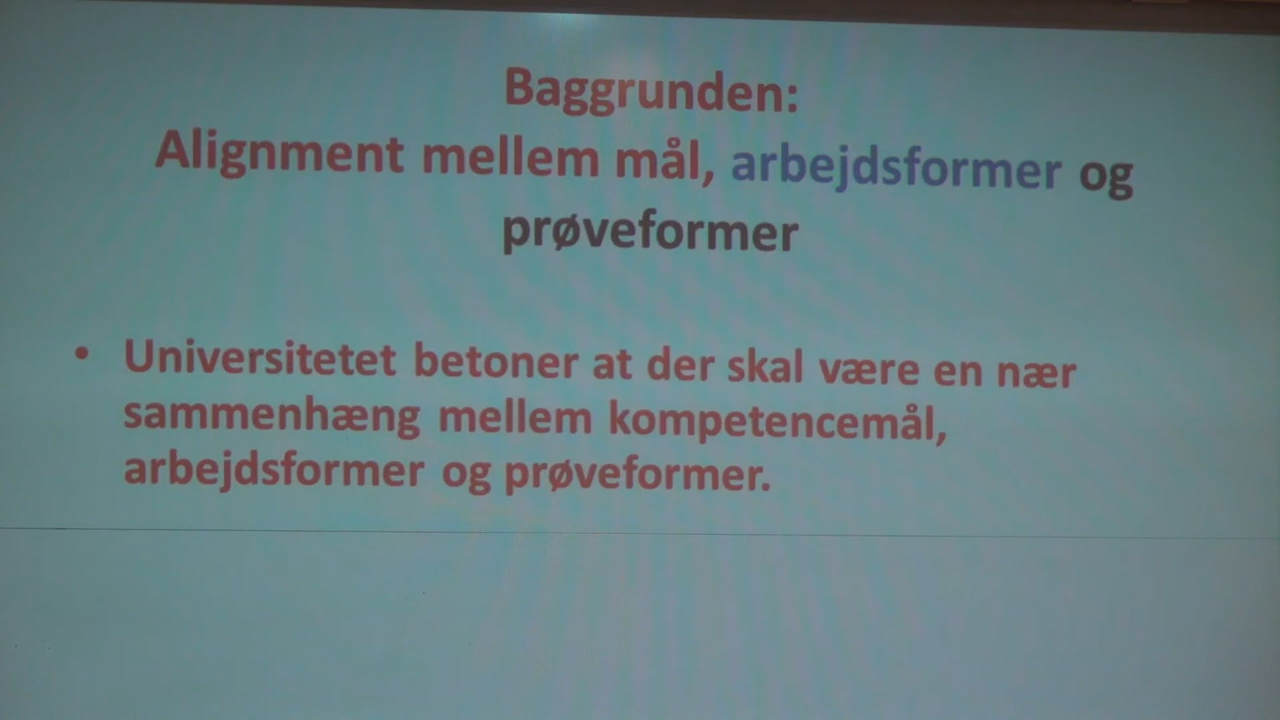 Baggrunden:
Alignment mellem mål, arbejdsformer og
prøveformer
• Universitetet betoner at der skal være en nær
sammenhæng mellem kompetencemål,
arbejdsformer og prøveformer.